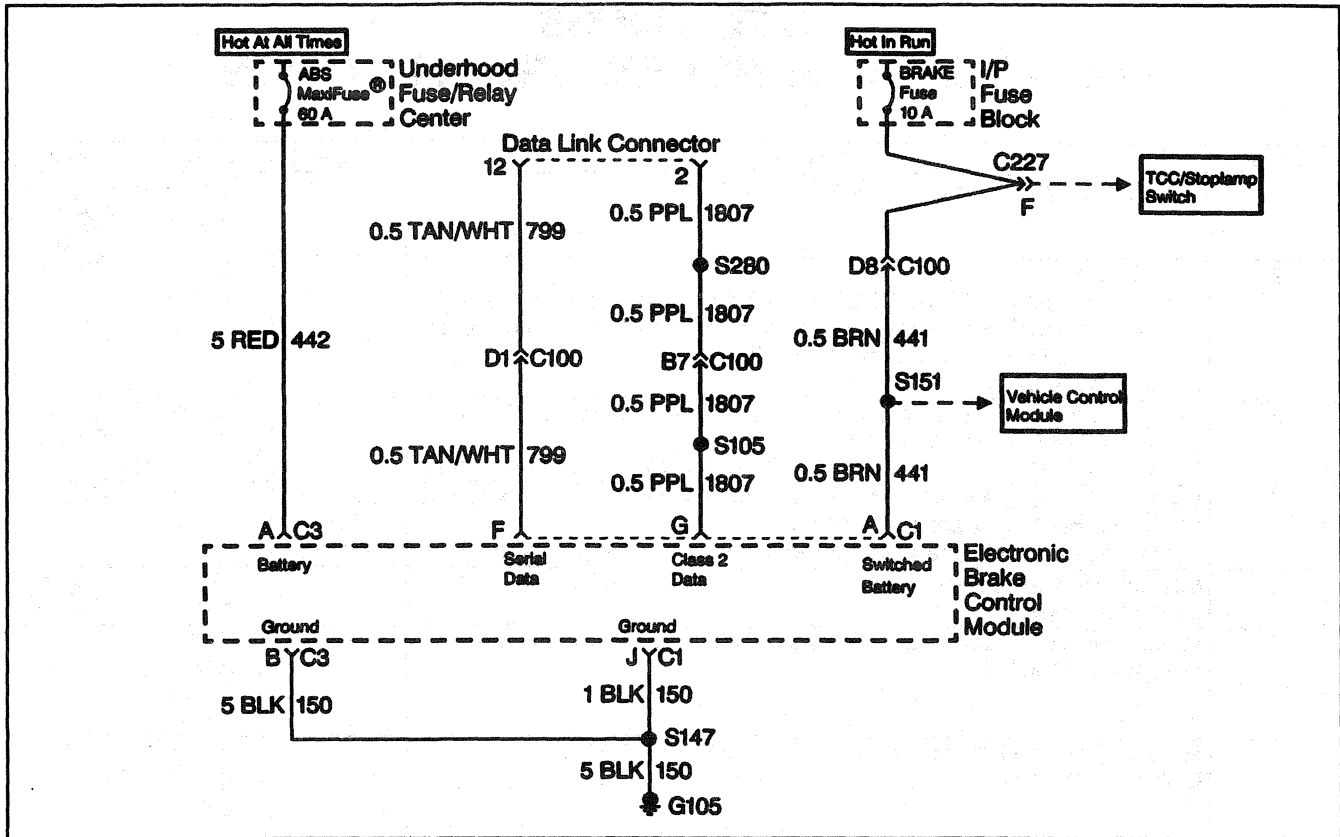 Hot At All Times
ABS
MaxiFuse®
60 A
Underhood
Fuse/Relay
Center
Hot In Run
BRAKE
Fuse
10 A
I/P
Fuse
Block
Data Link Connector
12
2
C227
F
TCC/Stoplamp
Switch
0.5 PPL 1807
0.5 TAN/WHT 799
S280
D8 C100
0.5 PPL 1807
5 RED 442
0.5 BRN 441
D1 C100
B7 C100
S151
Vehicle Control
Module
0.5 PPL 1807
S105
0.5 TAN/WHT 799
0.5 BRN 441
0.5 PPL 1807
A C3
F
G
A C1
Battery
Serial
Data
Class 2
Data
Switched
Battery
Electronic
Brake
Control
Module
Ground
Ground
B C3
J C1
5 BLK 150
1 BLK 150
S147
5 BLK 150
G105